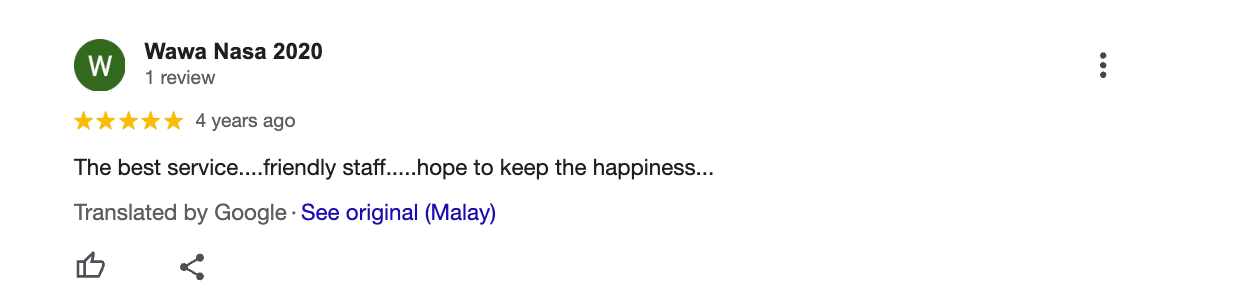 W
Wawa Nasa 2020
1 review
4 years ago
The best service....friendly staff.....hope to keep the happiness...
Translated by Google · See original (Malay)